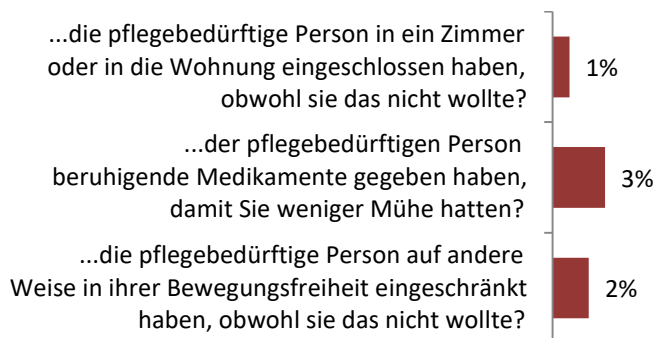 ...die pflegebedürftige Person in ein Zimmer
oder in die Wohnung eingeschlossen haben,
obwohl sie das nicht wollte?
1%
...der pflegebedürftigen Person
beruhigende Medikamente gegeben haben,
damit Sie weniger Mühe hatten?
3%
...die pflegebedürftige Person auf andere
Weise in ihrer Bewegungsfreiheit eingeschränkt
haben, obwohl sie das nicht wollte?
2%